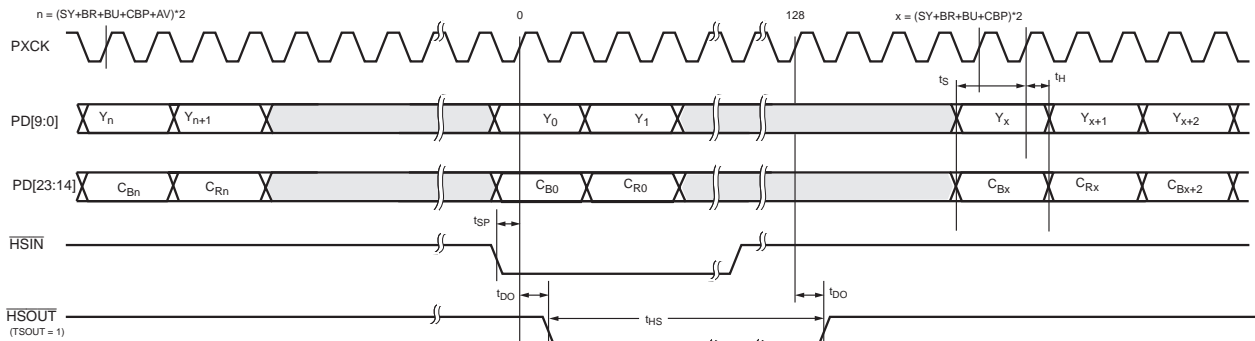 n = (SY+BR+BU+CBP+AV)*2 0 128 x = (SY+BR+BU+CBP)*2
PXCK
tS tH
PD[9:0] Yn Yn+1 Y0 Y1 Yx Yx+1 Yx+2
PD[23:14] CBn CRn CB0 CR0 CBx CRx CBx+2
tSP
HSIN
tDO tDO
HSOUT tHS
(TSOUT = 1)